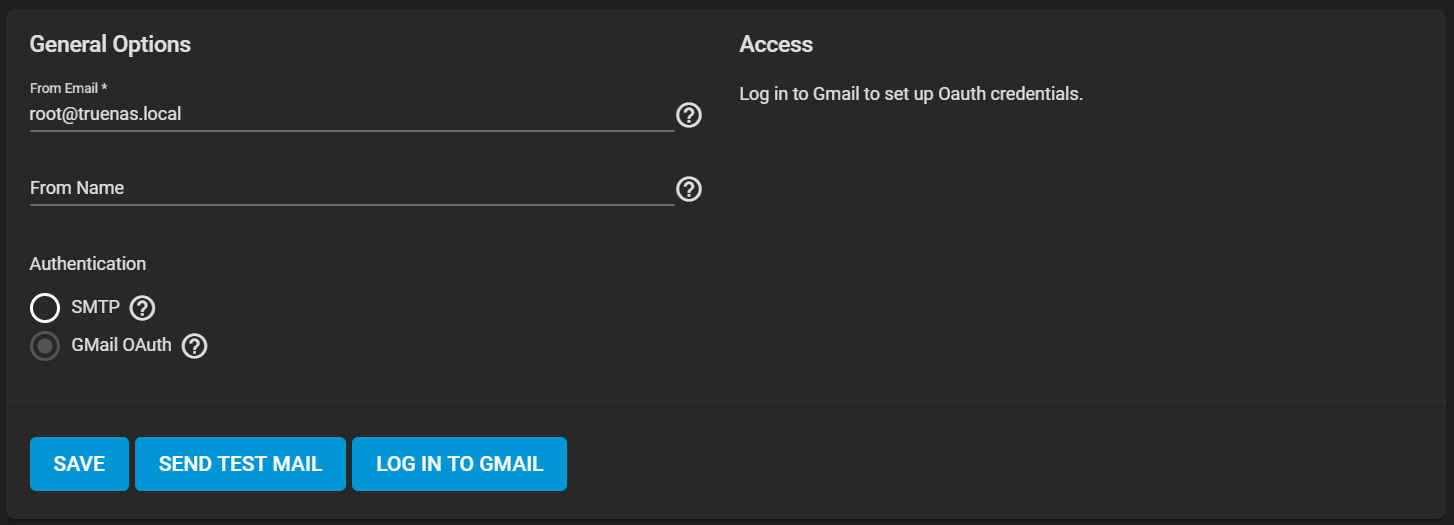 General Options
From Email *
root@truenas.local
From Name
Authentication
SMTP
GMail OAuth
Access
Log in to Gmail to set up Oauth credentials.
SAVE
SEND TEST MAIL
LOG IN TO GMAIL